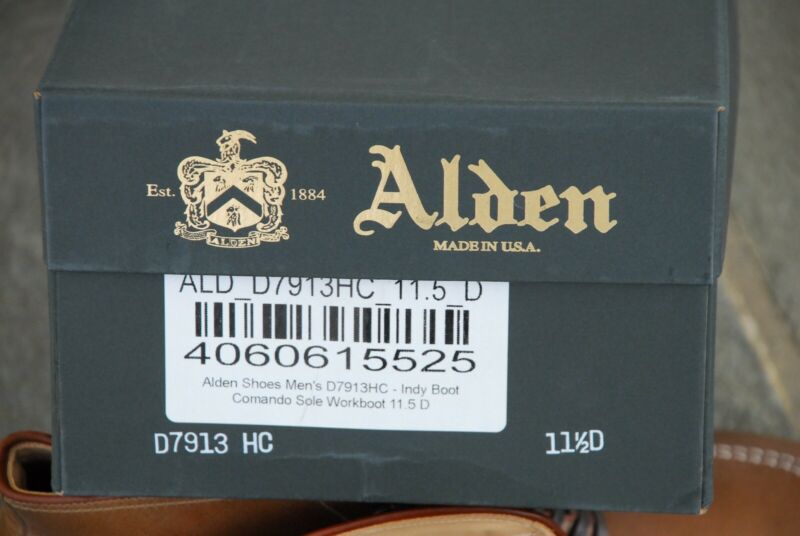 Est.
1884
ALDEN
Alden
MADE IN U.S.A.
ALD_D7913HC_11.5_D
4060615525
Alden Shoes Men's D7913HC - Indy Boot
Comando Sole Workboot 11.5 D
D7913 HC
11½D